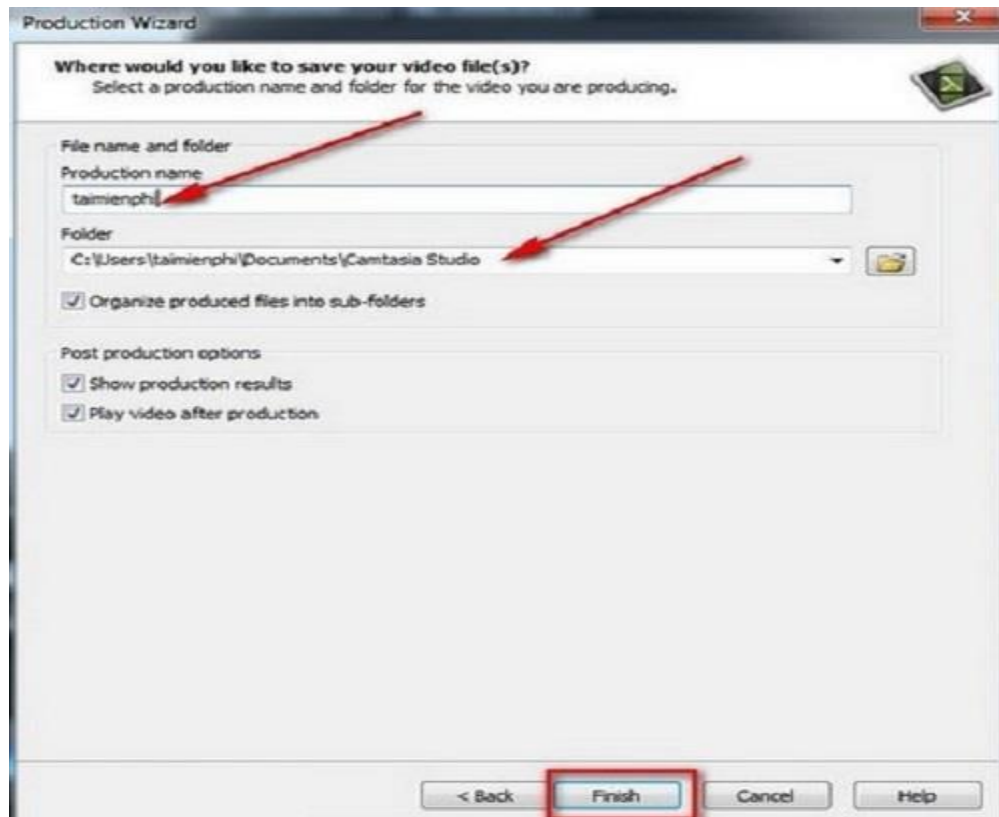 Production Wizard
Where would you like to save your video file(s)?
Select a production name and folder for the video you are producing.
File name and folder
Production name
taimienphi
Folder
C:\Users\taimienphi\Documents\Camtasia Studio
Organize produced files into sub-folders
Post production options
Show production results
Play video after production
< Back Finish Cancel Help